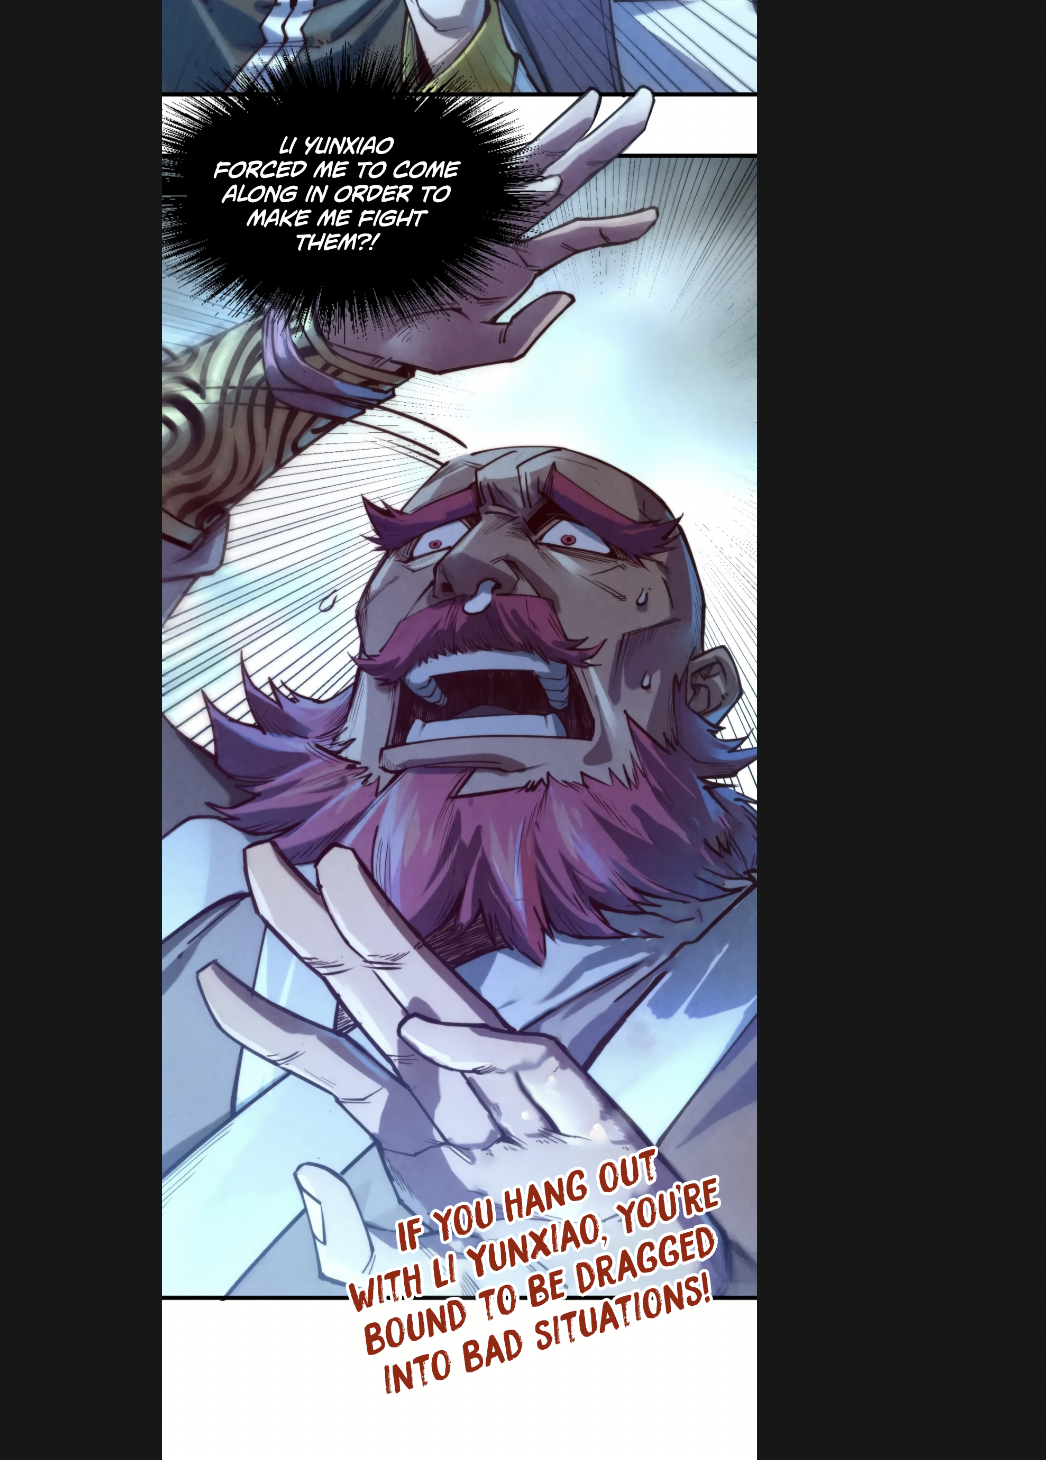 LI YUNXIAO
FORCED ME TO COME
ALONG IN ORDER TO
MAKE ME FIGHT
THEM?!
IF YOU HANG OUT
WITH LI YUNXIAO, YOU'RE
BOUND TO BE DRAGGED
INTO BAD SITUATIONS!